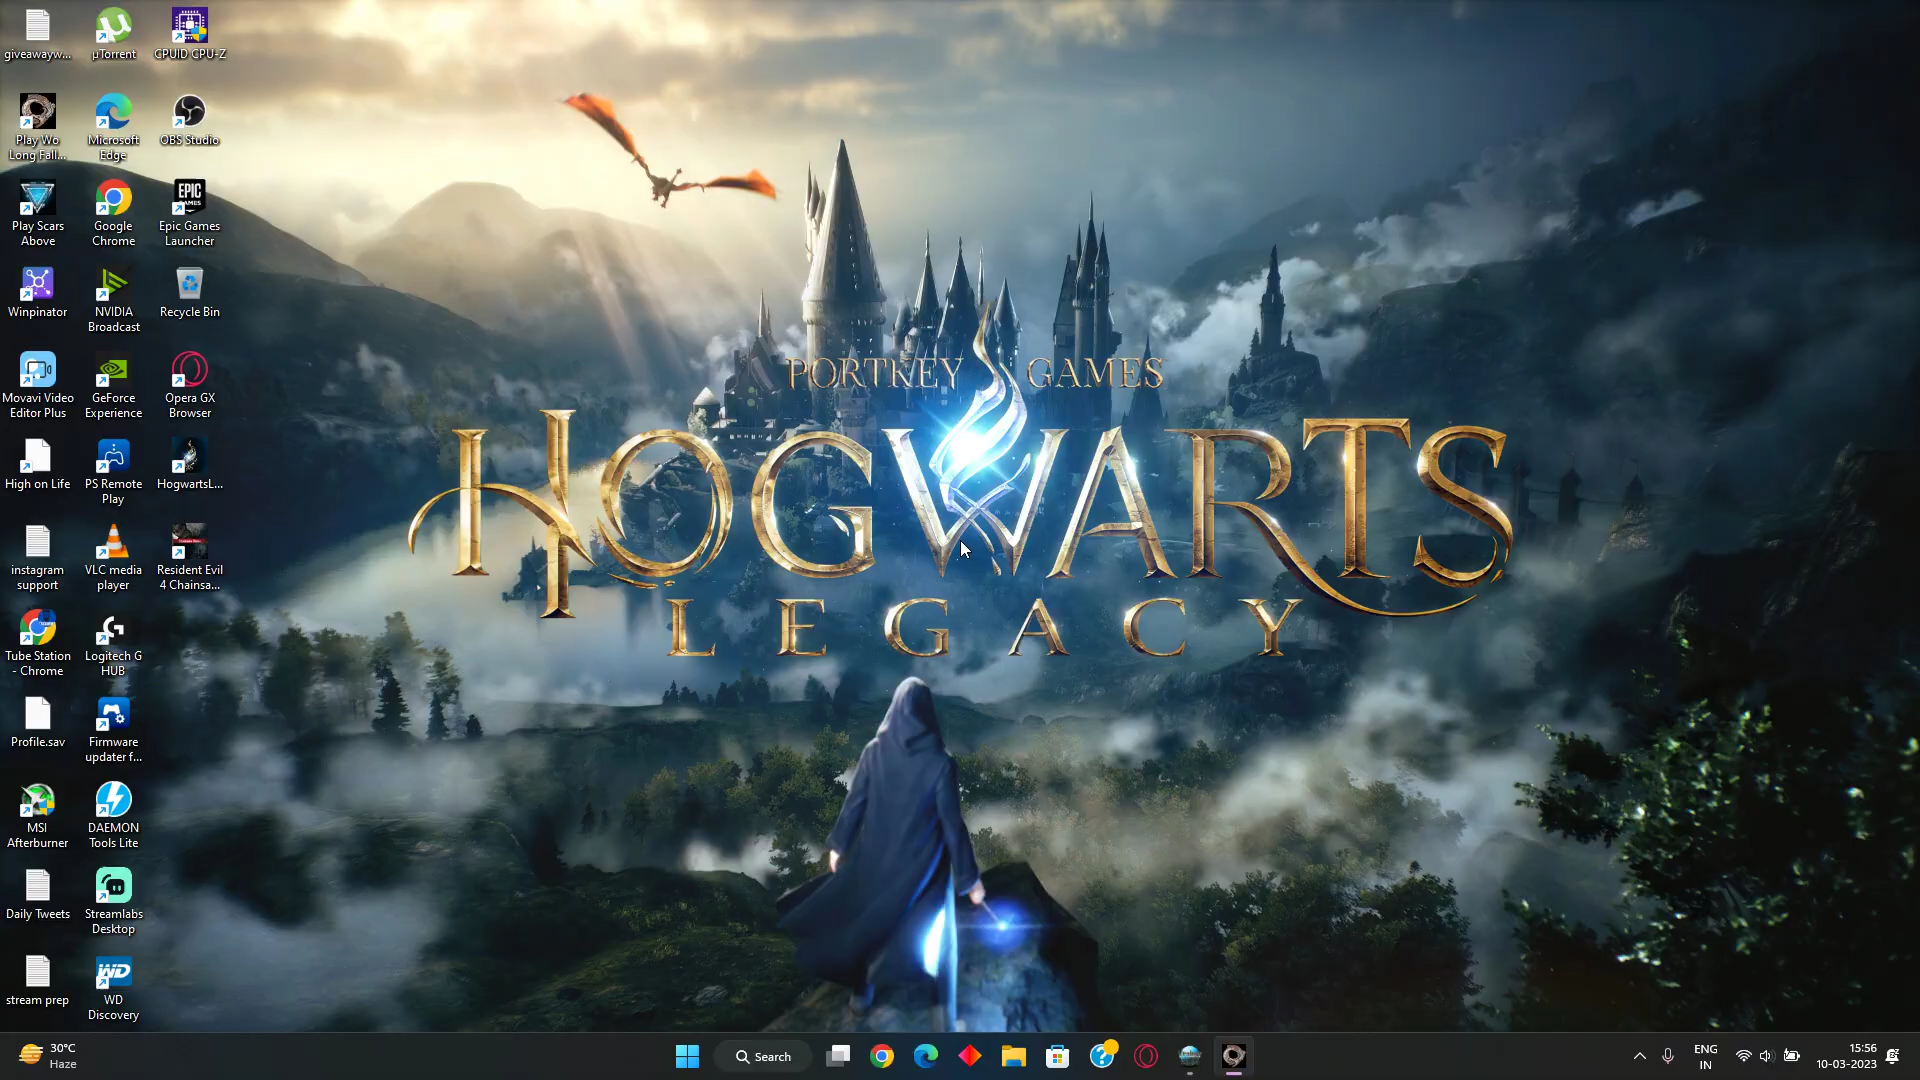 giveawayw...
µTorrent
CPUID CPU-Z
Play Wo
Long Fall...
Microsoft
Edge
OBS Studio
Play Scars
Above
Google
Chrome
EPIC
GAMES
Epic Games
Launcher
Winpinator
NVIDIA
Broadcast
Recycle Bin
Movavi Video
Editor Plus
GeForce
Experience
Opera GX
Browser
High on Life
PS Remote
Play
HogwartsL...
instagram
support
VLC media
player
Resident Evil
4 Chainsa...
Tube Station
- Chrome
Logitech G
HUB
Profile.sav
Firmware
updater f...
MSI
Afterburner
DAEMON
Tools Lite
Daily Tweets
Streamlabs
Desktop
stream prep
WD
WD
Discovery
PORTKEY GAMES
HOGWARTS
LEGACY
30°C
Haze
Search
ENG
IN
15:56
10-03-2023